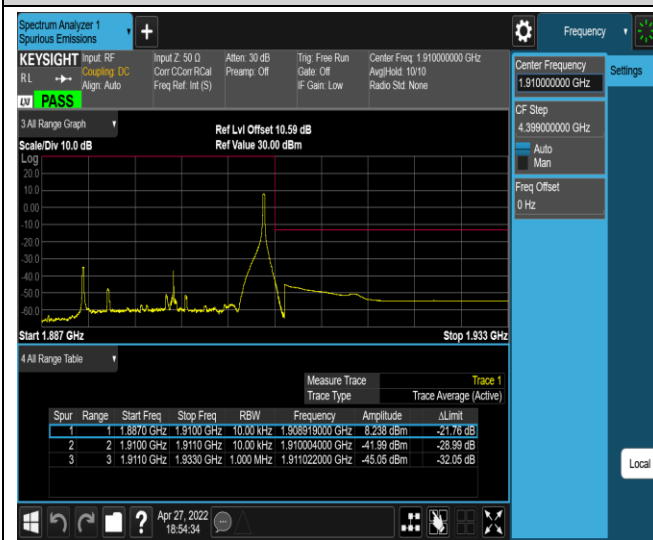 Spectrum Analyzer 1
Spurious Emissions
Frequency
KEYSIGHT Input: RF Input Z: 50 Ω Atten: 30 dB Trig: Free Run Center Freq: 1.910000000 GHz
RL Coupling: DC Corr CCorr RCal Preamp: Off Gate: Off Avg|Hold: 10/10
Align: Auto Freq Ref: Int (S) IF Gain: Low Radio Std: None
PASS
Center Frequency
1.910000000 GHz
Settings
CF Step
4.399000000 GHz
Auto
Man
Freq Offset
0 Hz
3 All Range Graph
Ref Lvl Offset 10.59 dB
Scale/Div 10.0 dB Ref Value 30.00 dBm
Log
20.0
10.0
0.00
-10.0
-20.0
-30.0
-40.0
-50.0
-60.0
Start 1.887 GHz Stop 1.933 GHz
4 All Range Table
Measure Trace Trace 1
Trace Type Trace Average (Active)
Spur Range Start Freq Stop Freq RBW Frequency Amplitude ΔLimit
1 1 1.8870 GHz 1.9100 GHz 10.00 kHz 1.908919000 GHz 8.238 dBm -21.76 dB
2 2 1.9100 GHz 1.9110 GHz 10.00 kHz 1.910004000 GHz -41.99 dBm -28.99 dB
3 3 1.9110 GHz 1.9330 GHz 1.000 MHz 1.911022000 GHz -45.05 dBm -32.05 dB
Local
Apr 27, 2022
18:54:34